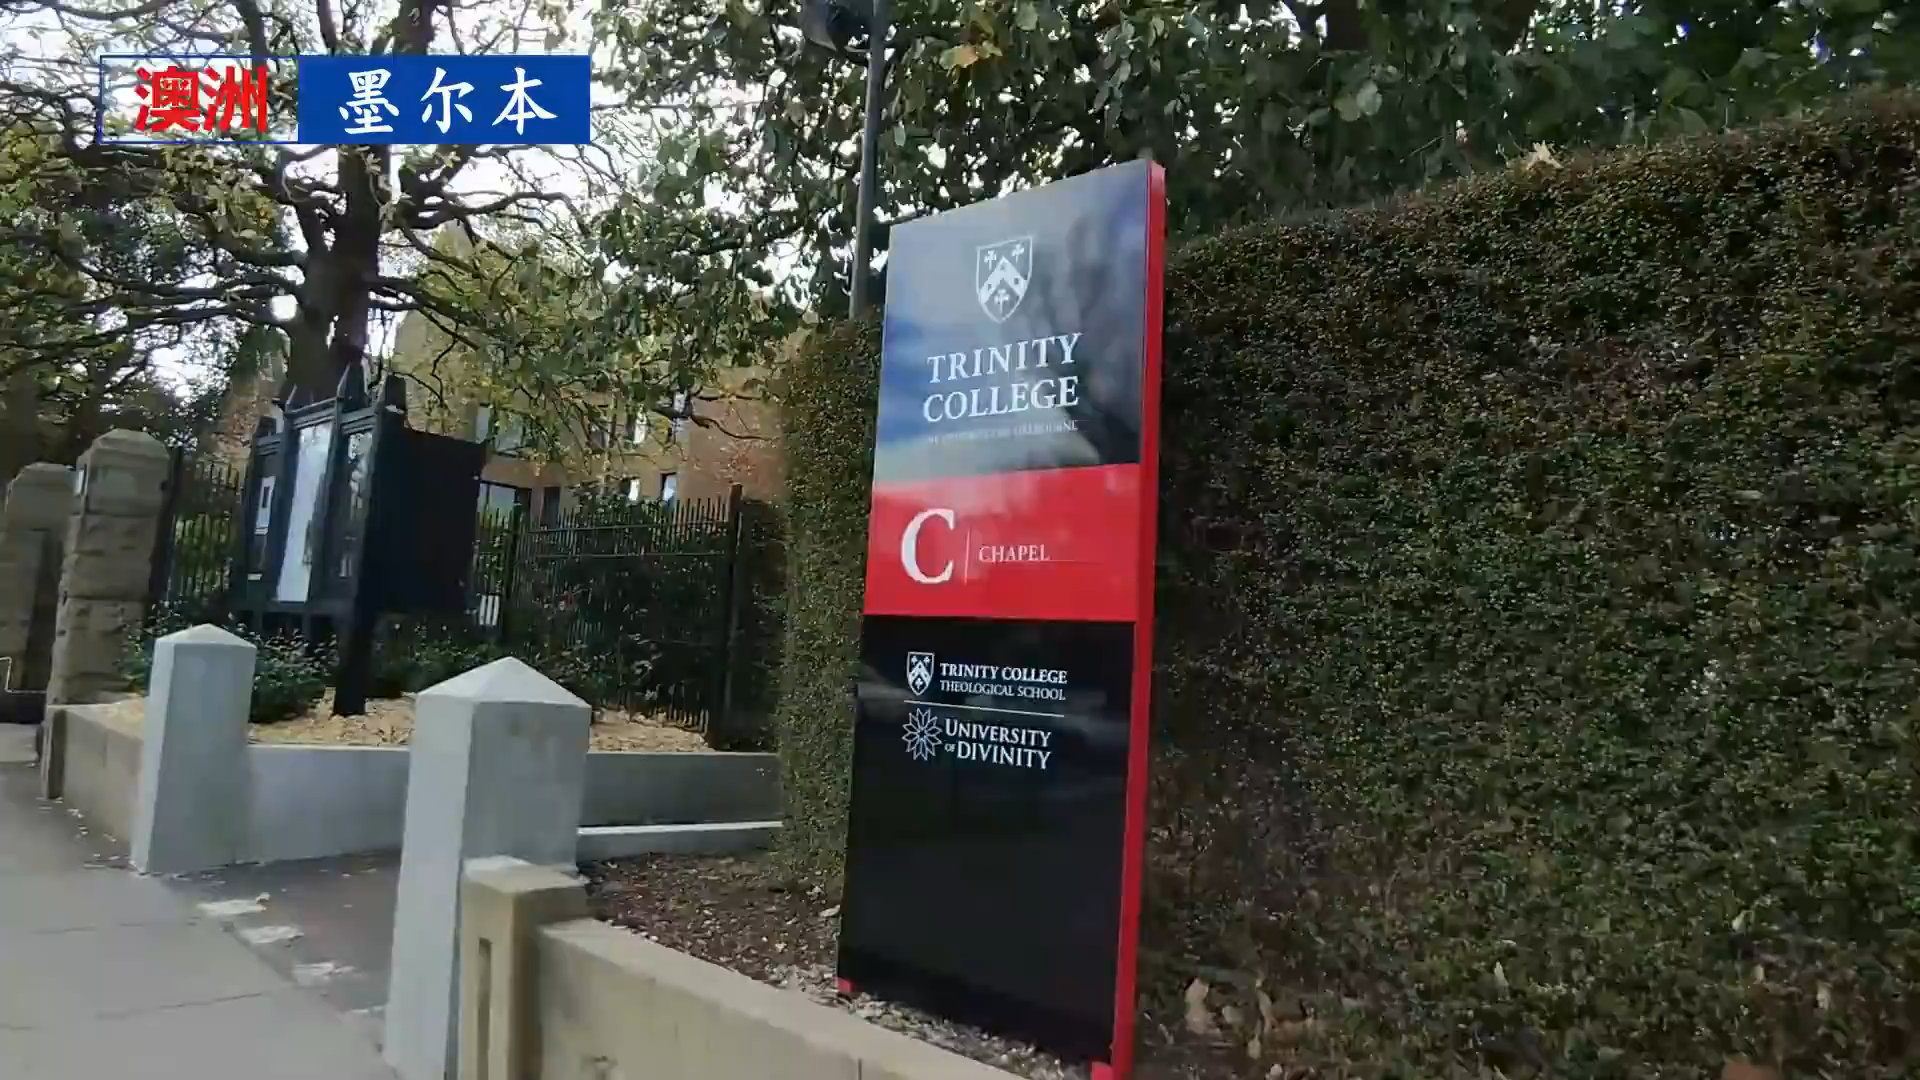 澳洲 墨尔本
TRINITY
COLLEGE
C CHAPEL
TRINITY COLLEGE
THEOLOGICAL SCHOOL
UNIVERSITY
OF DIVINITY